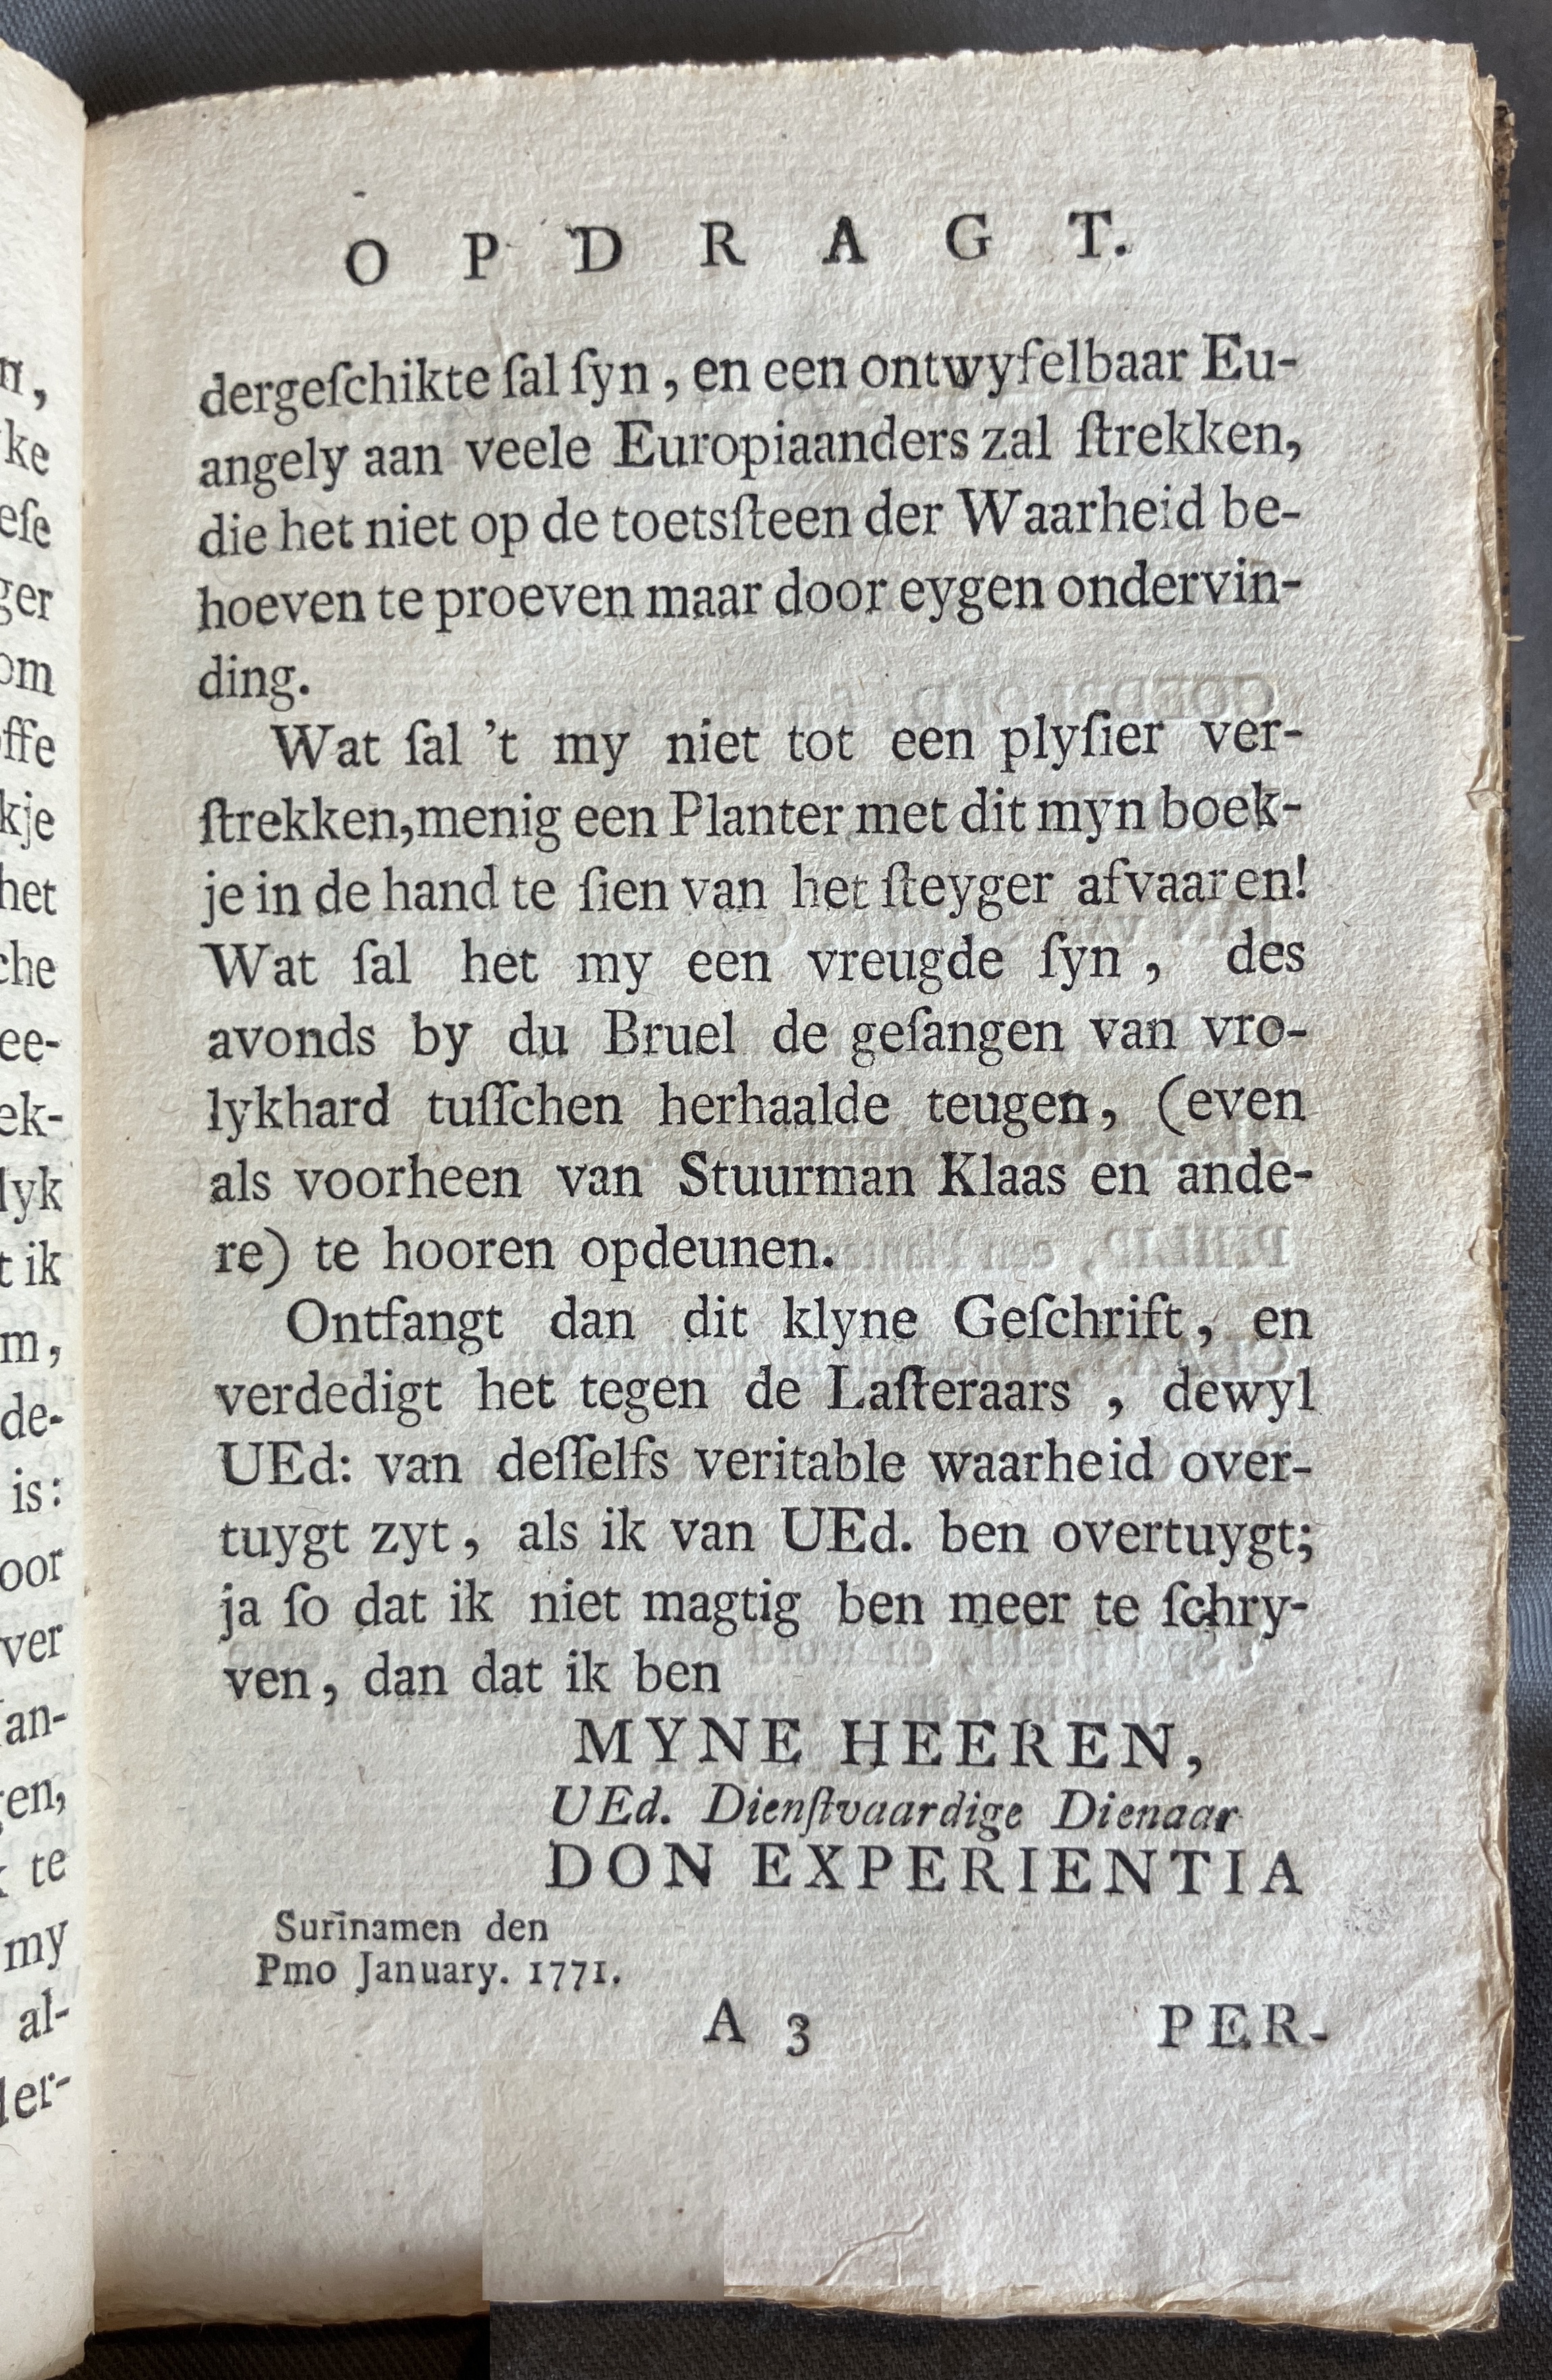 O P D R A G T.
dergeſchikte ſal ſyn, en een ontwyfelbaar Eu-
angely aan veele Europiaanders zal ſtrekken,
die het niet op de toetsſteen der Waarheid be-
hoeven te proeven maar door eygen ondervin-
ding.
Wat ſal 't my niet tot een plyſier ver-
ſtrekken, menig een Planter met dit myn boek-
je in de hand te ſien van het ſteyger afvaaren!
Wat ſal het my een vreugde ſyn, des
avonds by du Bruel de geſangen van vro-
lykhard tuſſchen herhaalde teugen, (even
als voorheen van Stuurman Klaas en ande-
re) te hooren opdeunen.
Ontfangt dan dit klyne Geſchrift, en
verdedigt het tegen de Laſteraars, dewyl
UEd: van deſſelfs veritable waarheid over-
tuygt zyt, als ik van UEd. ben overtuygt;
ja ſo dat ik niet magtig ben meer te ſchry-
ven, dan dat ik ben
MYNE HEEREN,
UEd. Dienſtvaardige Dienaar
DON EXPERIENTIA
Surinamen den
Pmo January. 1771.
A 3 PER-